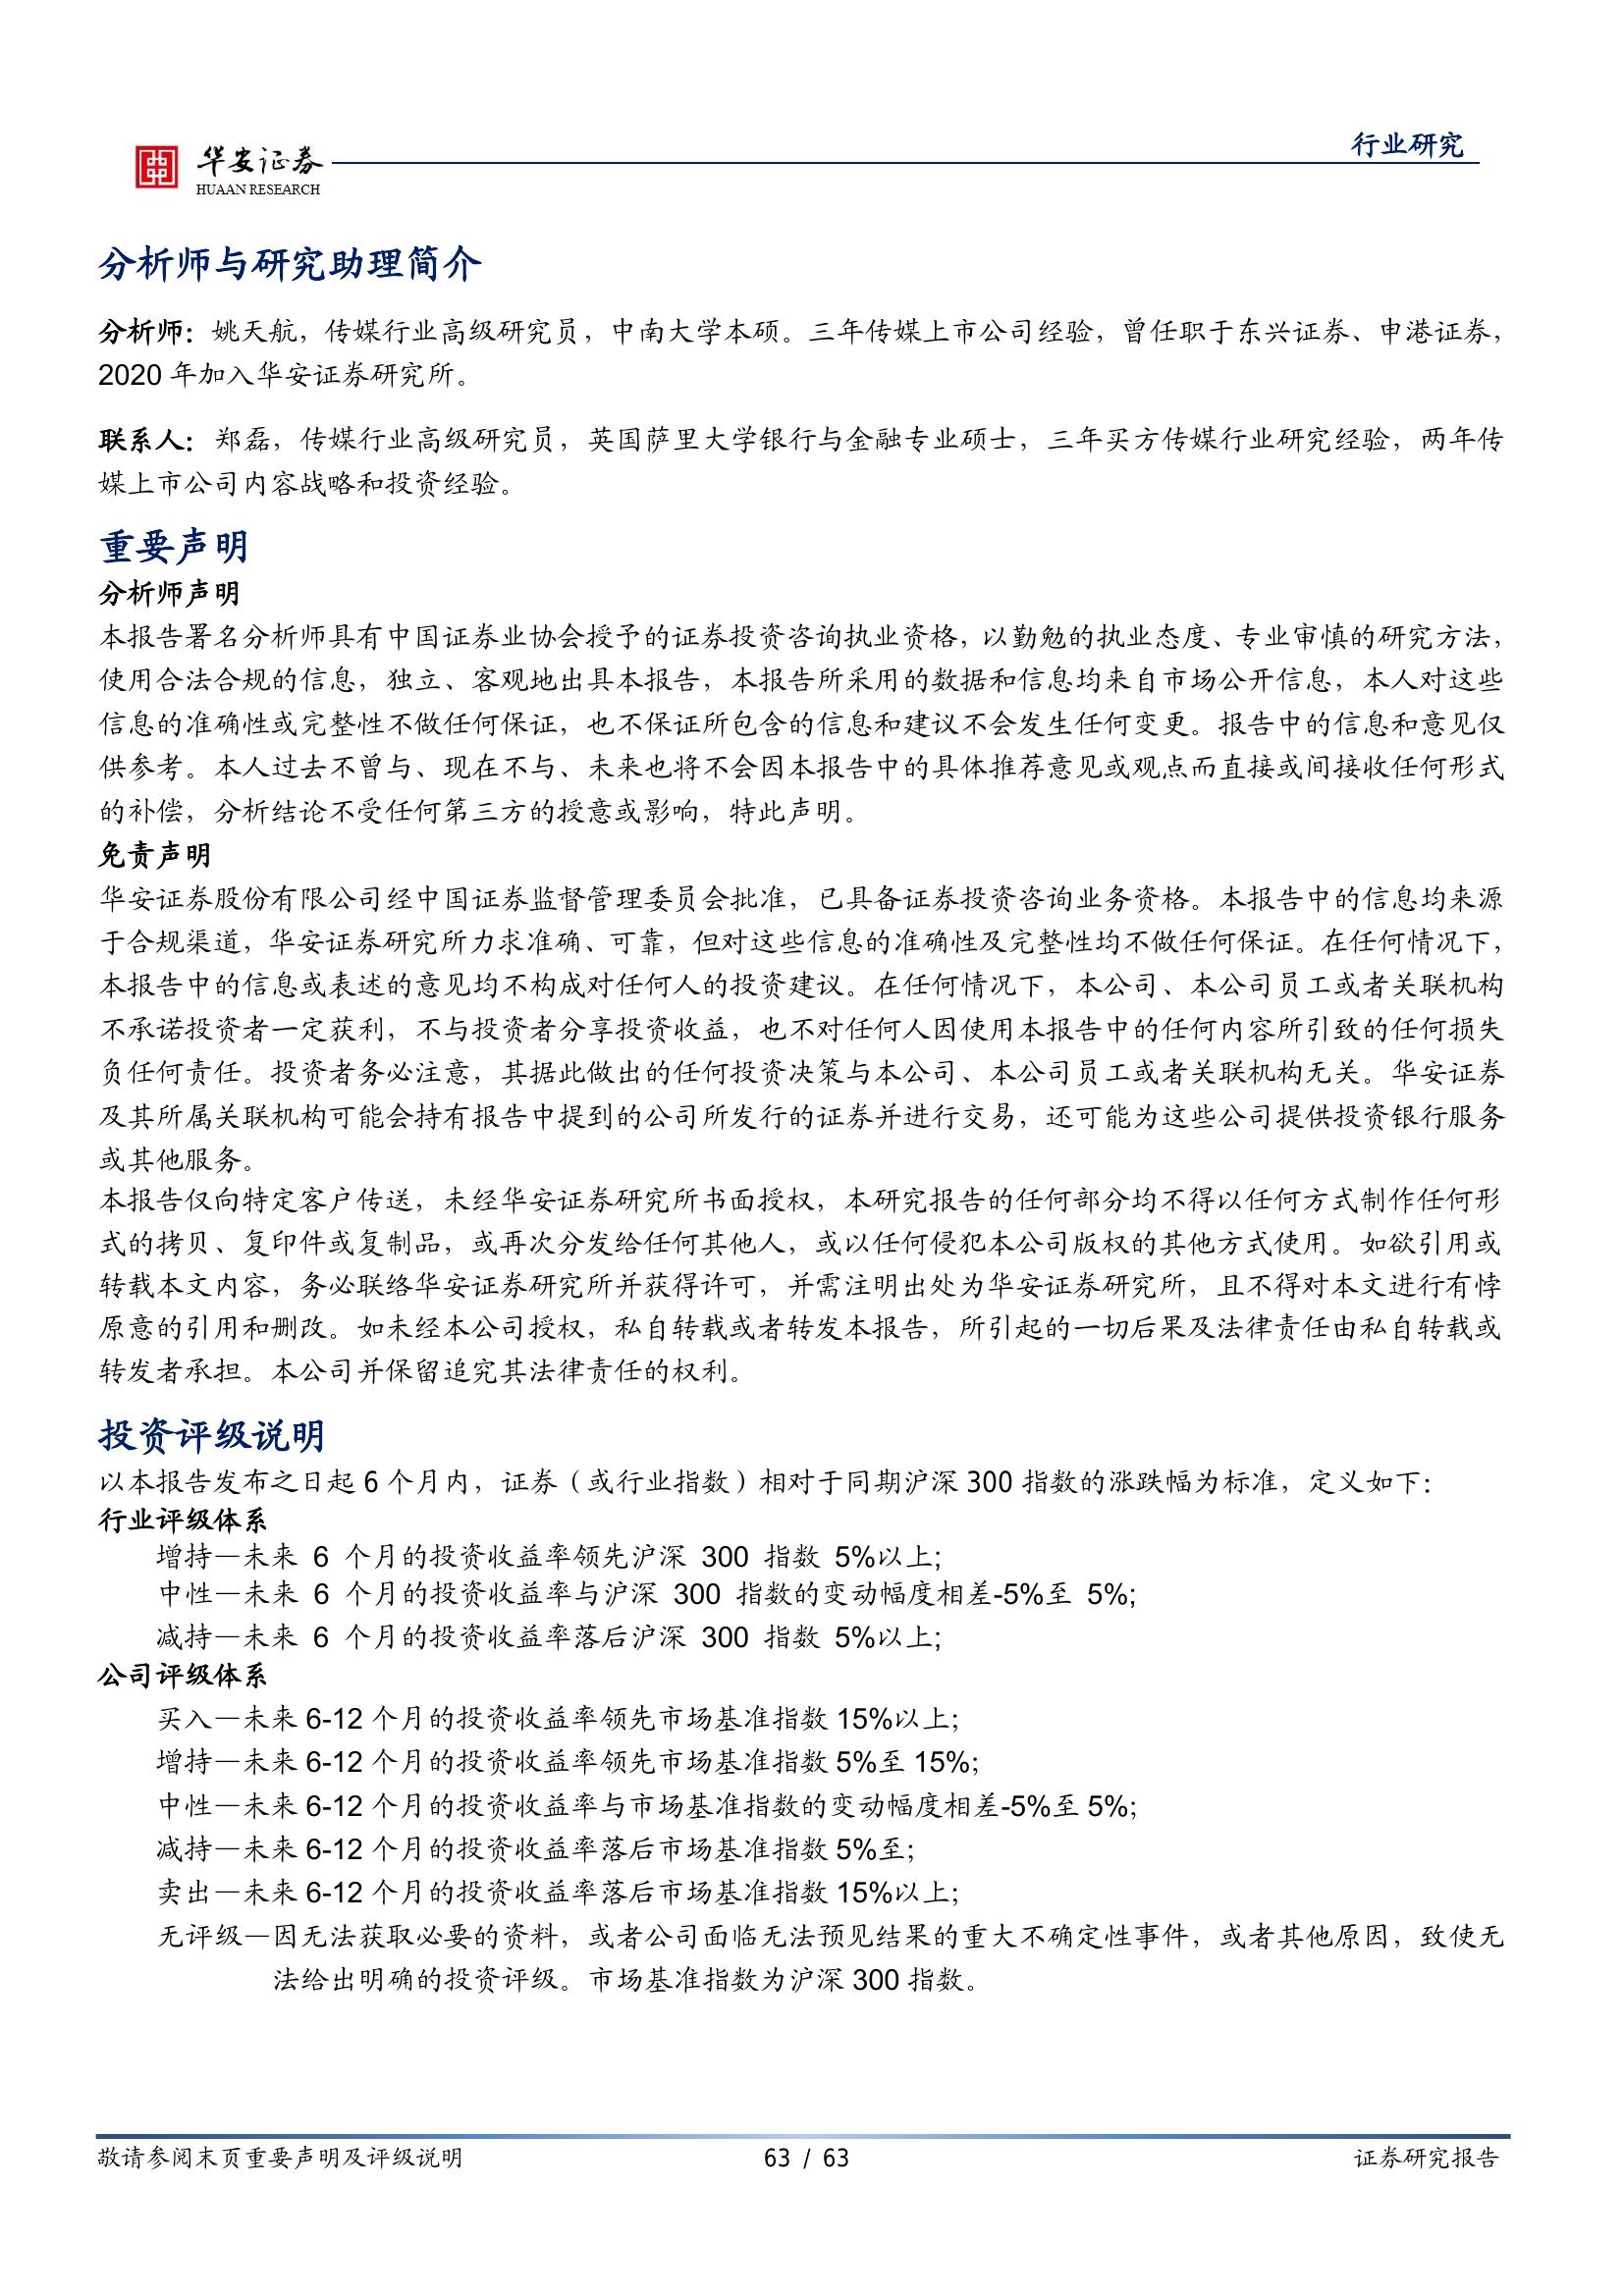 华安证券
HUAAN RESEARCH
行业研究
分析师与研究助理简介
分析师：姚天航，传媒行业高级研究员，中南大学本硕。三年传媒上市公司经验，曾任职于东兴证券、申港证券，
2020 年加入华安证券研究所。
联系人：郑磊，传媒行业高级研究员，英国萨里大学银行与金融专业硕士，三年买方传媒行业研究经验，两年传
媒上市公司内容战略和投资经验。
重要声明
分析师声明
本报告署名分析师具有中国证券业协会授予的证券投资咨询执业资格，以勤勉的执业态度、专业审慎的研究方法，
使用合法合规的信息，独立、客观地出具本报告，本报告所采用的数据和信息均来自市场公开信息，本人对这些
信息的准确性或完整性不做任何保证，也不保证所包含的信息和建议不会发生任何变更。报告中的信息和意见仅
供参考。本人过去不曾与、现在不与、未来也将不会因本报告中的具体推荐意见或观点而直接或间接收任何形式
的补偿，分析结论不受任何第三方的授意或影响，特此声明。
免责声明
华安证券股份有限公司经中国证券监督管理委员会批准，已具备证券投资咨询业务资格。本报告中的信息均来源
于合规渠道，华安证券研究所力求准确、可靠，但对这些信息的准确性及完整性均不做任何保证。在任何情况下，
本报告中的信息或表述的意见均不构成对任何人的投资建议。在任何情况下，本公司、本公司员工或者关联机构
不承诺投资者一定获利，不与投资者分享投资收益，也不对任何人因使用本报告中的任何内容所引致的任何损失
负任何责任。投资者务必注意，其据此做出的任何投资决策与本公司、本公司员工或者关联机构无关。华安证券
及其所属关联机构可能会持有报告中提到的公司所发行的证券并进行交易，还可能为这些公司提供投资银行服务
或其他服务。
本报告仅向特定客户传送，未经华安证券研究所书面授权，本研究报告的任何部分均不得以任何方式制作任何形
式的拷贝、复印件或复制品，或再次分发给任何其他人，或以任何侵犯本公司版权的其他方式使用。如欲引用或
转载本文内容，务必联络华安证券研究所并获得许可，并需注明出处为华安证券研究所，且不得对本文进行有悖
原意的引用和删改。如未经本公司授权，私自转载或者转发本报告，所引起的一切后果及法律责任由私自转载或
转发者承担。本公司并保留追究其法律责任的权利。
投资评级说明
以本报告发布之日起 6 个月内，证券（或行业指数）相对于同期沪深 300 指数的涨跌幅为标准，定义如下：
行业评级体系
增持—未来 6 个月的投资收益率领先沪深 300 指数 5%以上;
中性—未来 6 个月的投资收益率与沪深 300 指数的变动幅度相差-5%至 5%;
减持—未来 6 个月的投资收益率落后沪深 300 指数 5%以上;
公司评级体系
买入—未来 6-12 个月的投资收益率领先市场基准指数 15%以上;
增持—未来 6-12 个月的投资收益率领先市场基准指数 5%至 15%;
中性—未来 6-12 个月的投资收益率与市场基准指数的变动幅度相差-5%至 5%;
减持—未来 6-12 个月的投资收益率落后市场基准指数 5%至;
卖出—未来 6-12 个月的投资收益率落后市场基准指数 15%以上;
无评级—因无法获取必要的资料，或者公司面临无法预见结果的重大不确定性事件，或者其他原因，致使无
法给出明确的投资评级。市场基准指数为沪深 300 指数。
敬请参阅末页重要声明及评级说明
63 / 63
证券研究报告